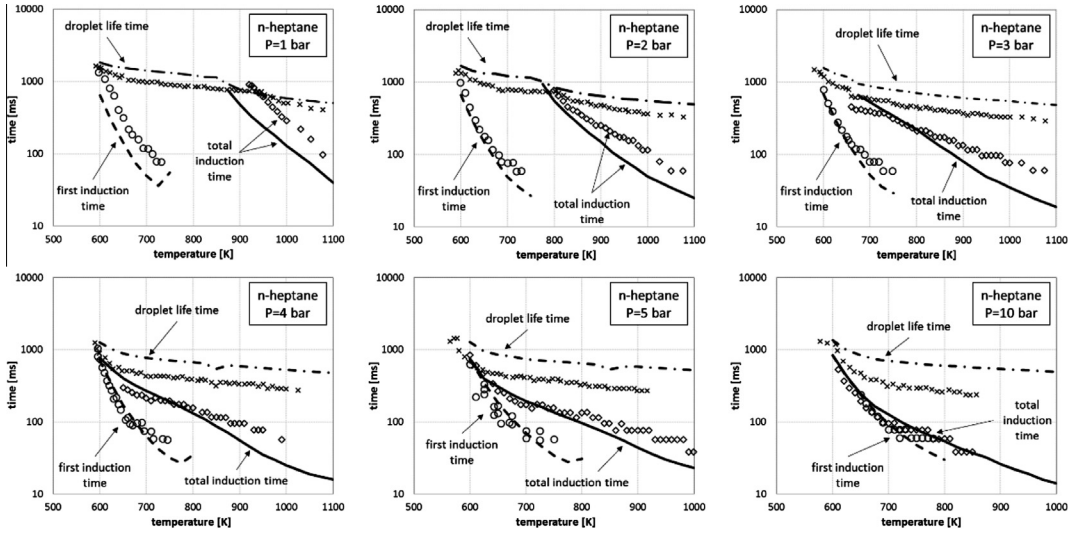 10000
1000
100
10
time [ms]
droplet life time
n-heptane
P=1 bar
total
induction
time
first induction
time
500 600 700 800 900 1000 1100
temperature [K]
10000
1000
100
10
time [ms]
droplet life time
n-heptane
P=2 bar
first induction
time
total induction time
500 600 700 800 900 1000 1100
temperature [K]
10000
1000
100
10
time [ms]
droplet life time
n-heptane
P=3 bar
first induction
time
total induction time
500 600 700 800 900 1000 1100
temperature [K]
10000
1000
100
10
time [ms]
droplet life time
n-heptane
P=4 bar
first induction
time
total induction time
500 600 700 800 900 1000 1100
temperature [K]
10000
1000
100
10
time [ms]
droplet life time
n-heptane
P=5 bar
first induction
time
total induction time
500 600 700 800 900 1000 1100
temperature [K]
10000
1000
100
10
time [ms]
droplet life time
n-heptane
P=10 bar
total
induction time
first induction
time
500 600 700 800 900 1000 1100
temperature [K]